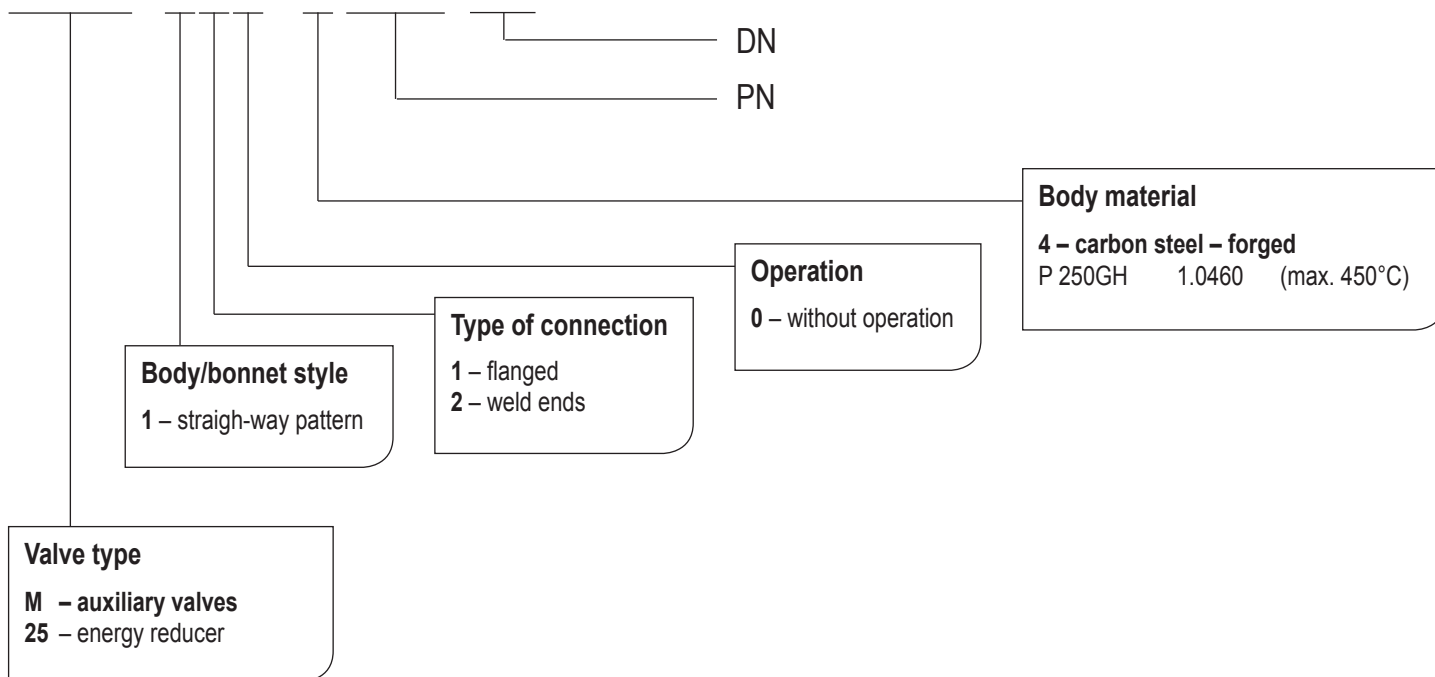 DN
PN
Body material
4 – carbon steel – forged
P 250GH 1.0460 (max. 450°C)
Operation
0 – without operation
Type of connection
1 – flanged
2 – weld ends
Body/bonnet style
1 – straigh-way pattern
Valve type
M – auxiliary valves
25 – energy reducer